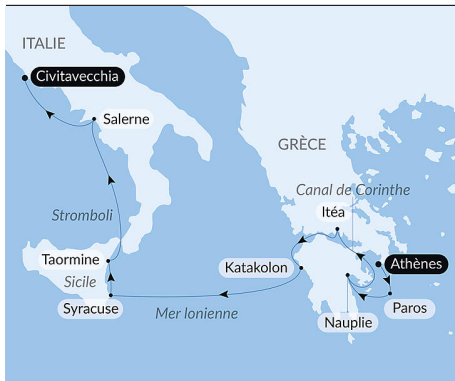 ITALIE
Civitavecchia
Salerne
GRÈCE
Canal de Corinthe
Itéa
Stromboli
Taormine
Katakolon
Athènes
Sicile
Syracuse
Mer Ionienne
Paros
Nauplie